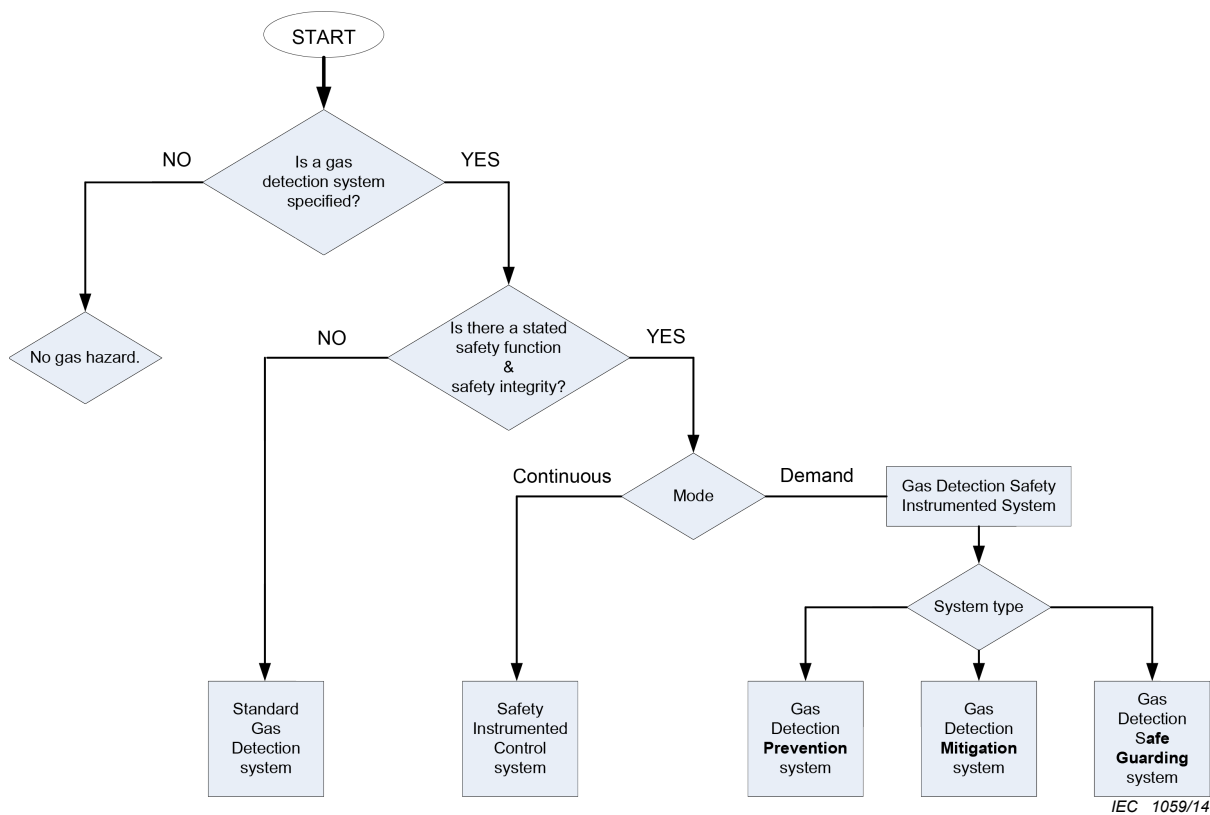 START
NO
YES
Is a gas
detection system
specified?
No gas hazard.
NO
YES
Is there a stated
safety function
&
safety integrity?
Continuous
Mode
Demand
Gas Detection Safety
Instrumented System
System type
Standard
Gas
Detection
system
Safety
Instrumented
Control
system
Gas
Detection
Prevention
system
Gas
Detection
Mitigation
system
Gas
Detection
Safe
Guarding
system
IEC 1059/14